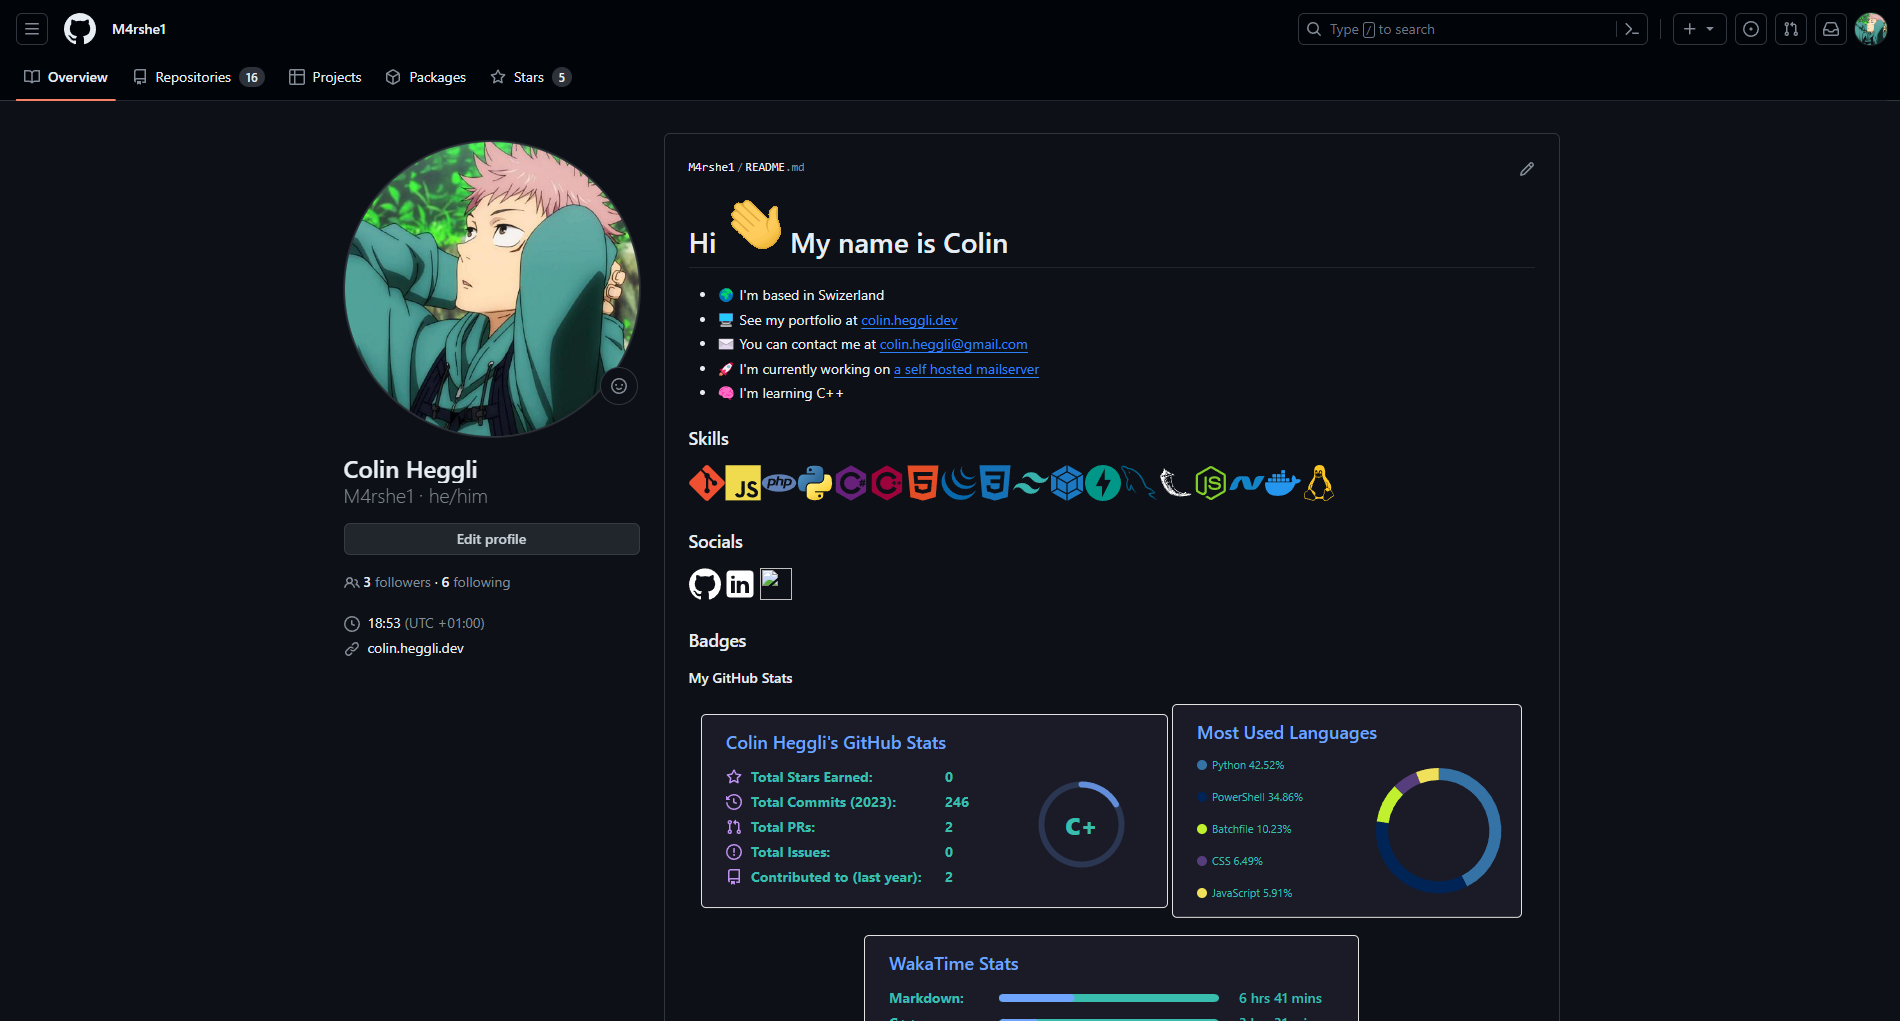 M4rshe1
Type / to search
Overview
Repositories 16
Projects
Packages
Stars 5
Colin Heggli
M4rshe1 · he/him
Edit profile
3 followers · 6 following
18:53 (UTC +01:00)
colin.heggli.dev
M4rshe1 / README.md
Hi 👋 My name is Colin
I'm based in Swizerland
See my portfolio at colin.heggli.dev
You can contact me at colin.heggli@gmail.com
I'm currently working on a self hosted mailserver
I'm learning C++
Skills
JS php C# C++ JS
Socials
in
Badges
My GitHub Stats
Colin Heggli's GitHub Stats
Total Stars Earned: 0
Total Commits (2023): 246
Total PRs: 2
Total Issues: 0
Contributed to (last year): 2
C+
Most Used Languages
Python 42.52%
PowerShell 34.86%
Batchfile 10.23%
CSS 6.49%
JavaScript 5.91%
WakaTime Stats
Markdown: 6 hrs 41 mins